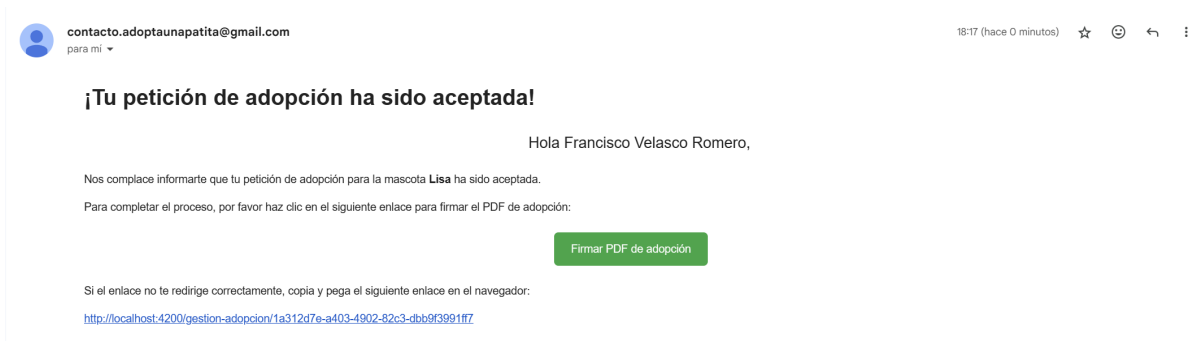 contacto.adoptaunapatita@gmail.com
18:17 (hace 0 minutos)
para mí
¡Tu petición de adopción ha sido aceptada!
Hola Francisco Velasco Romero,
Nos complace informarte que tu petición de adopción para la mascota Lisa ha sido aceptada.
Para completar el proceso, por favor haz clic en el siguiente enlace para firmar el PDF de adopción:
Firmar PDF de adopción
Si el enlace no te redirige correctamente, copia y pega el siguiente enlace en el navegador:
http://localhost:4200/gestion-adopcion/1a312d7e-a403-4902-82c3-dbb9f3991ff7